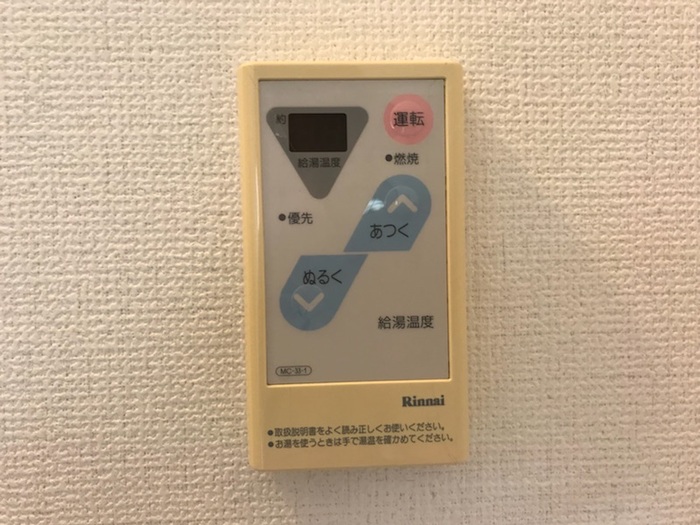 約
運転
給湯温度
燃焼
優先
あつく
ぬるく
給湯温度
Rinnai
●取扱説明書をよく読み正しくお使いください。
●お湯を使うときは手で湯温を確かめてください。